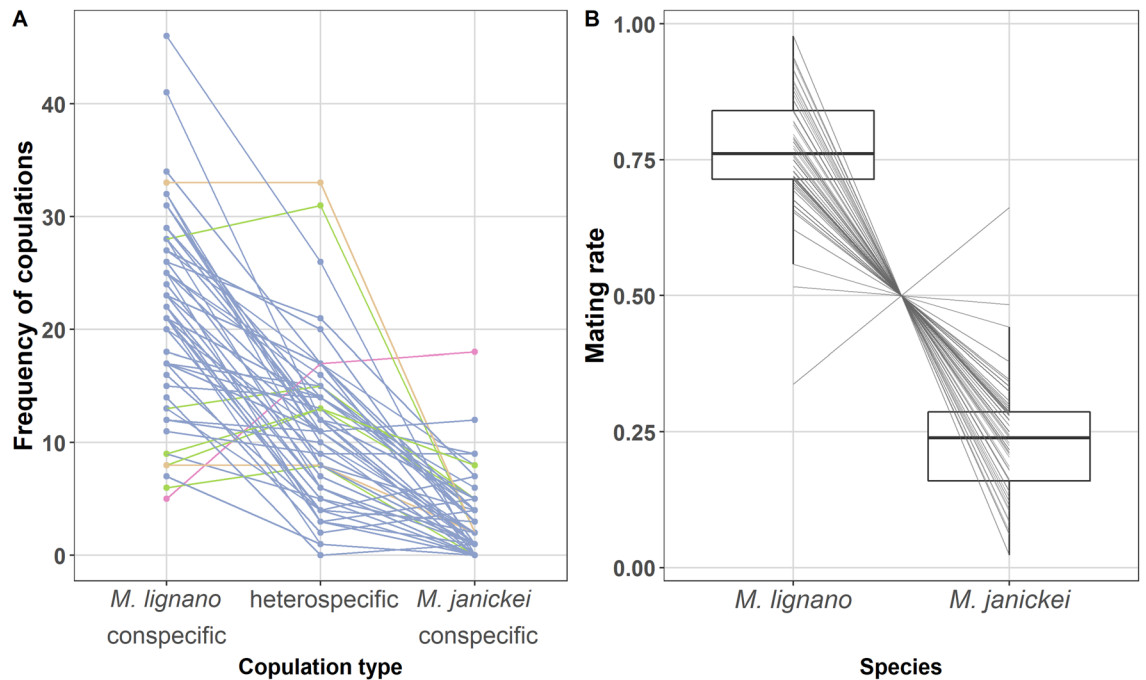 A
Frequency of copulations
40
30
20
10
0
M. lignano
conspecific
heterospecific
M. janickei
conspecific
Copulation type
B
Mating rate
1.00
0.75
0.50
0.25
0.00
M. lignano
M. janickei
Species